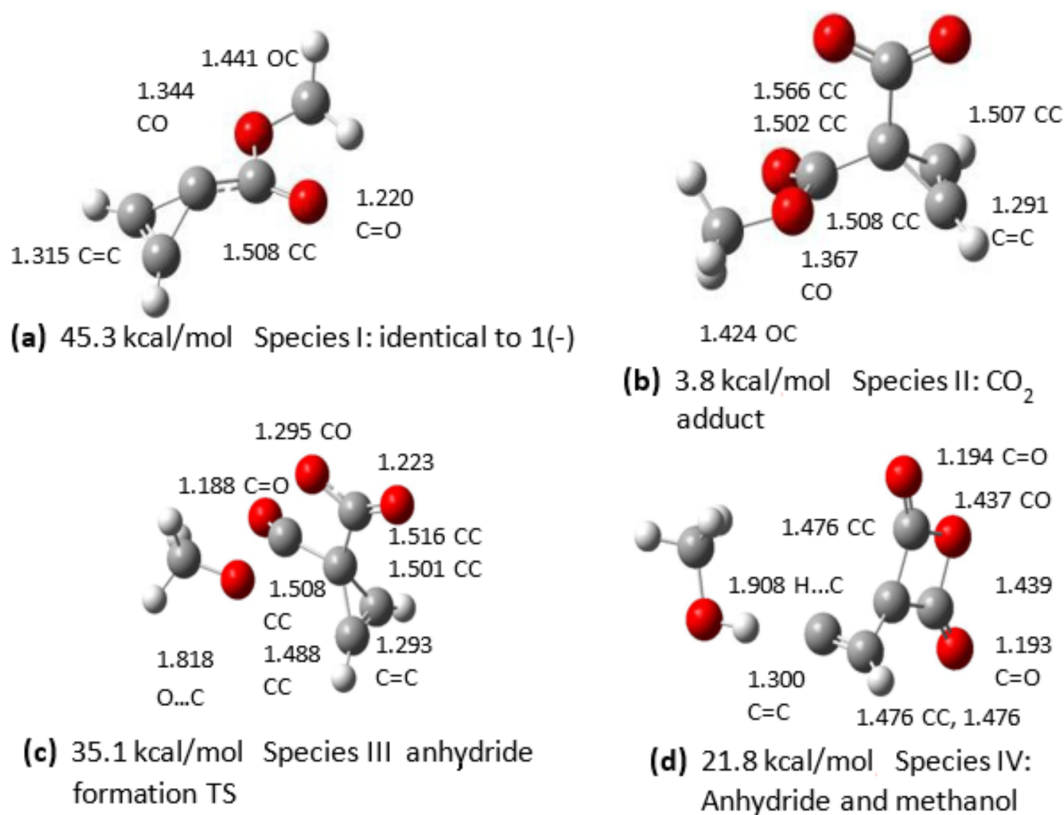 1.441 OC
1.344
CO
1.220
C=O
1.315 C=C
1.508 CC
(a) 45.3 kcal/mol Species I: identical to 1(-)
1.566 CC
1.502 CC
1.507 CC
1.508 CC
1.291
C=C
1.367
CO
1.424 OC
(b) 3.8 kcal/mol Species II: CO2
adduct
1.295 CO
1.223
1.188 C=O
1.516 CC
1.501 CC
1.508
CC
1.818
O...C
1.488
CC
1.293
C=C
(c) 35.1 kcal/mol Species III anhydride
formation TS
1.194 C=O
1.437 CO
1.476 CC
1.908 H...C
1.439
1.193
C=O
1.300
C=C
1.476 CC, 1.476
(d) 21.8 kcal/mol Species IV:
Anhydride and methanol